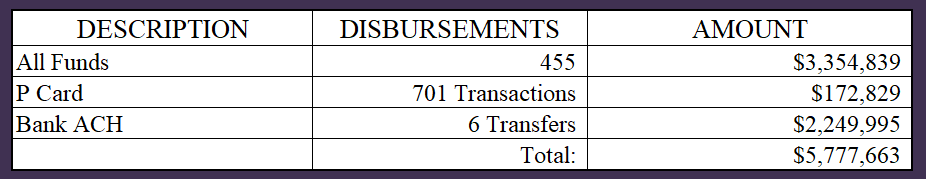 DESCRIPTION DISBURSEMENTS AMOUNT
All Funds 455 $3,354,839
P Card 701 Transactions $172,829
Bank ACH 6 Transfers $2,249,995
Total: $5,777,663